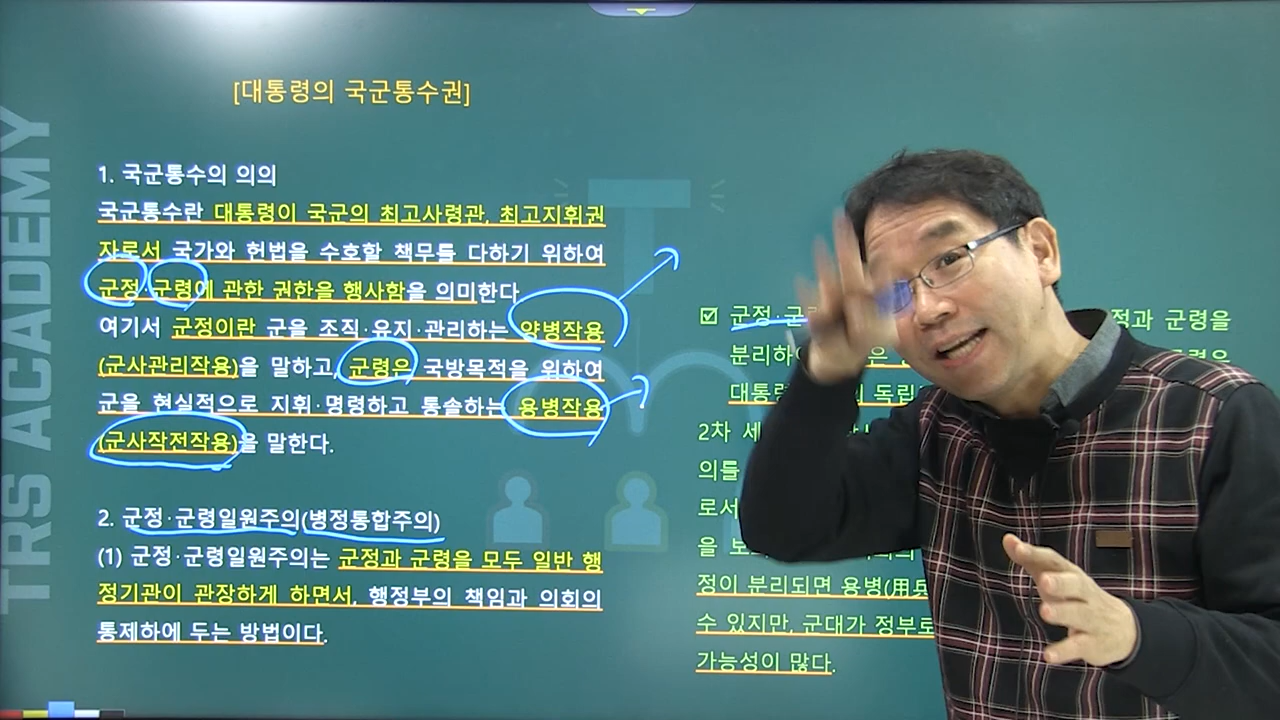 TRS ACADEMY
[대통령의 국군통수권]
1. 국군통수의 의의
국군통수란 대통령이 국군의 최고사령관, 최고지휘권
자로서 국가와 헌법을 수호할 책무를 다하기 위하여
군정·군령에 관한 권한을 행사함을 의미한다.
여기서 군정이란 군을 조직·유지·관리하는 양병작용
(군사관리작용)을 말하고, 군령은 국방목적을 위하여
군을 현실적으로 지휘·명령하고 통솔하는 용병작용
(군사작전작용)을 말한다.
2. 군정·군령일원주의(병정통합주의)
(1) 군정·군령일원주의는 군정과 군령을 모두 일반 행
정기관이 관장하게 하면서, 행정부의 책임과 의회의
통제하에 두는 방법이다.
☑ 군정·군 정과 군령을
분리하여 은
대통령 독립
2차 세
의들
로서
을
정이 분리되면 용병(用兵
수 있지만, 군대가 정부로
가능성이 많다.